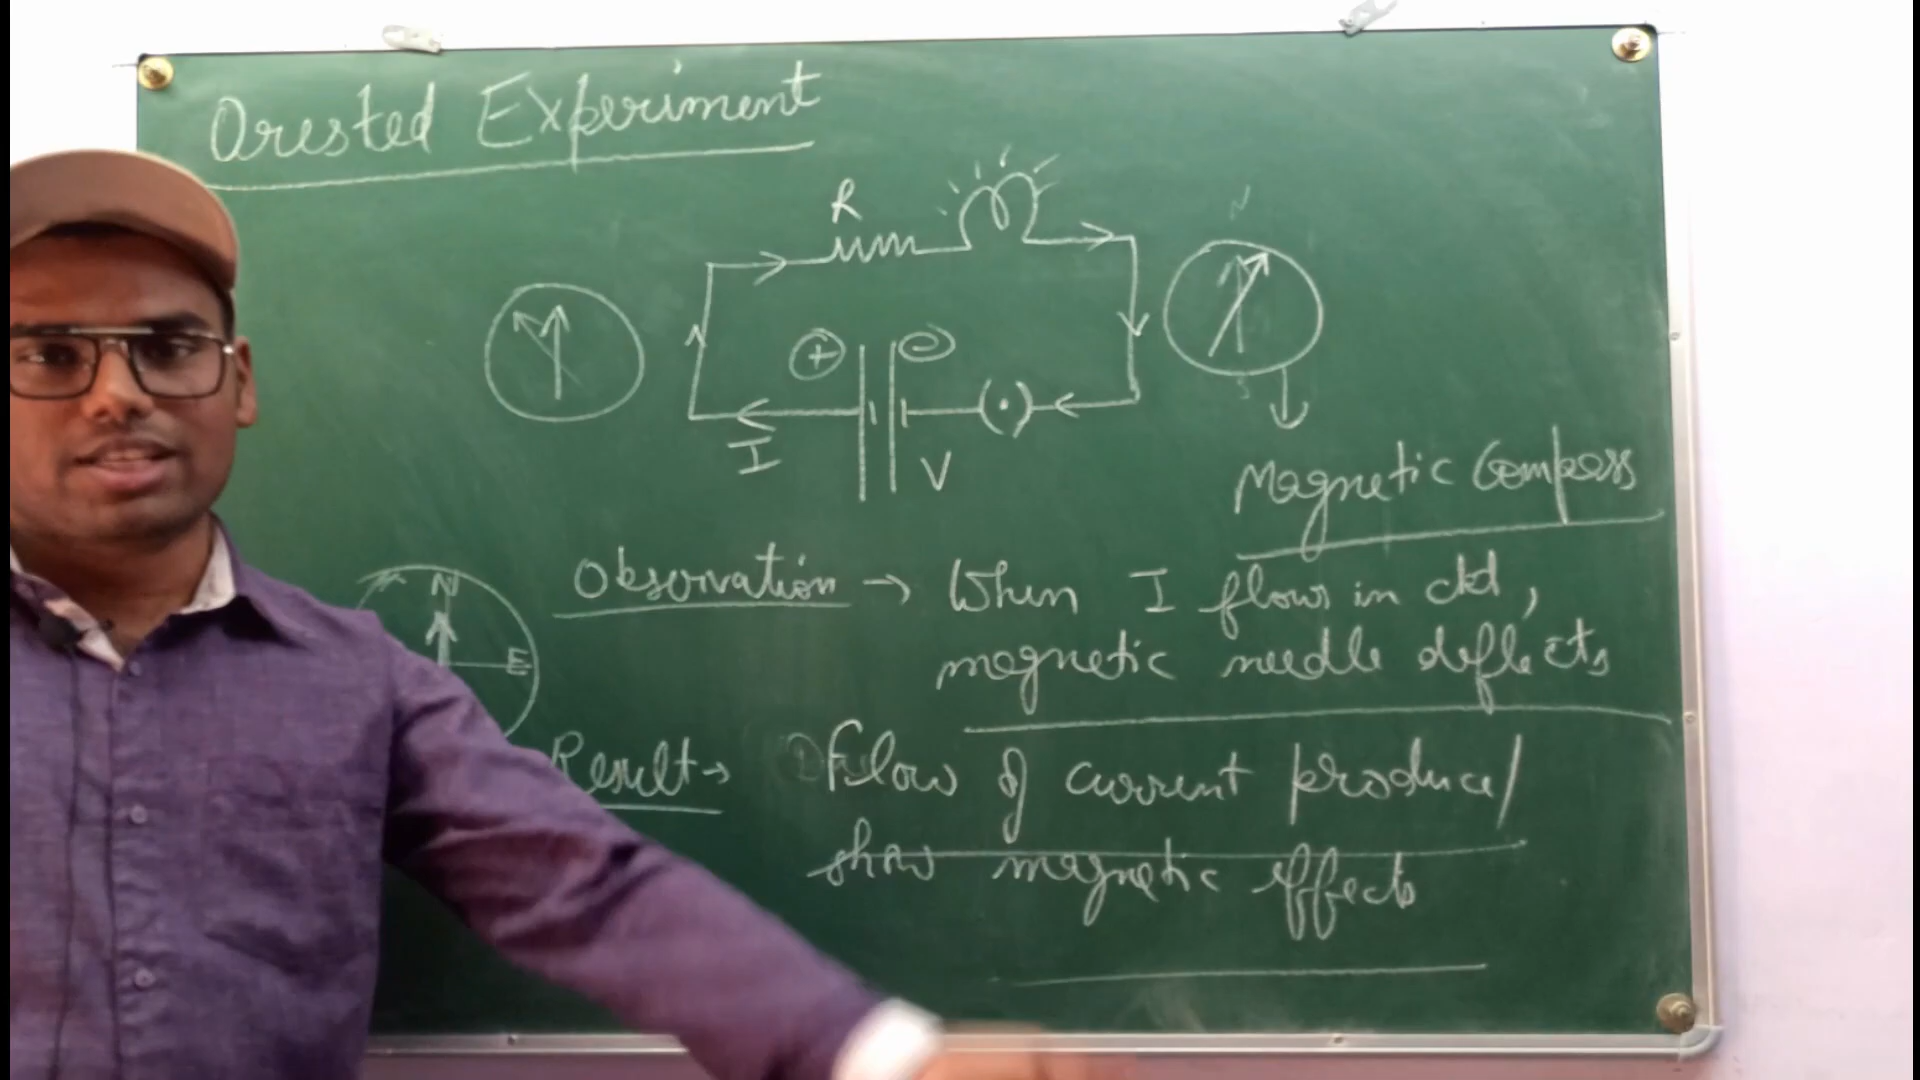 Orested Experiment
R
N
S
+
I
V
Magnetic Compass
N
E
Observation → When I flows in ckt,
magnetic needle deflects
Result → Flow of current produce/
show magnetic effects